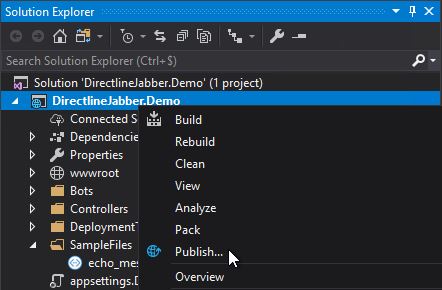 Solution Explorer
Search Solution Explorer (Ctrl+$)
Solution 'DirectlineJabber.Demo' (1 project)
DirectlineJabber.Demo
Connected S
Build
Dependencie
Rebuild
Properties
Clean
wwwroot
View
Bots
Analyze
Controllers
Pack
DeploymentT
Publish...
SampleFiles
echo_mes
Overview
appsettings.D